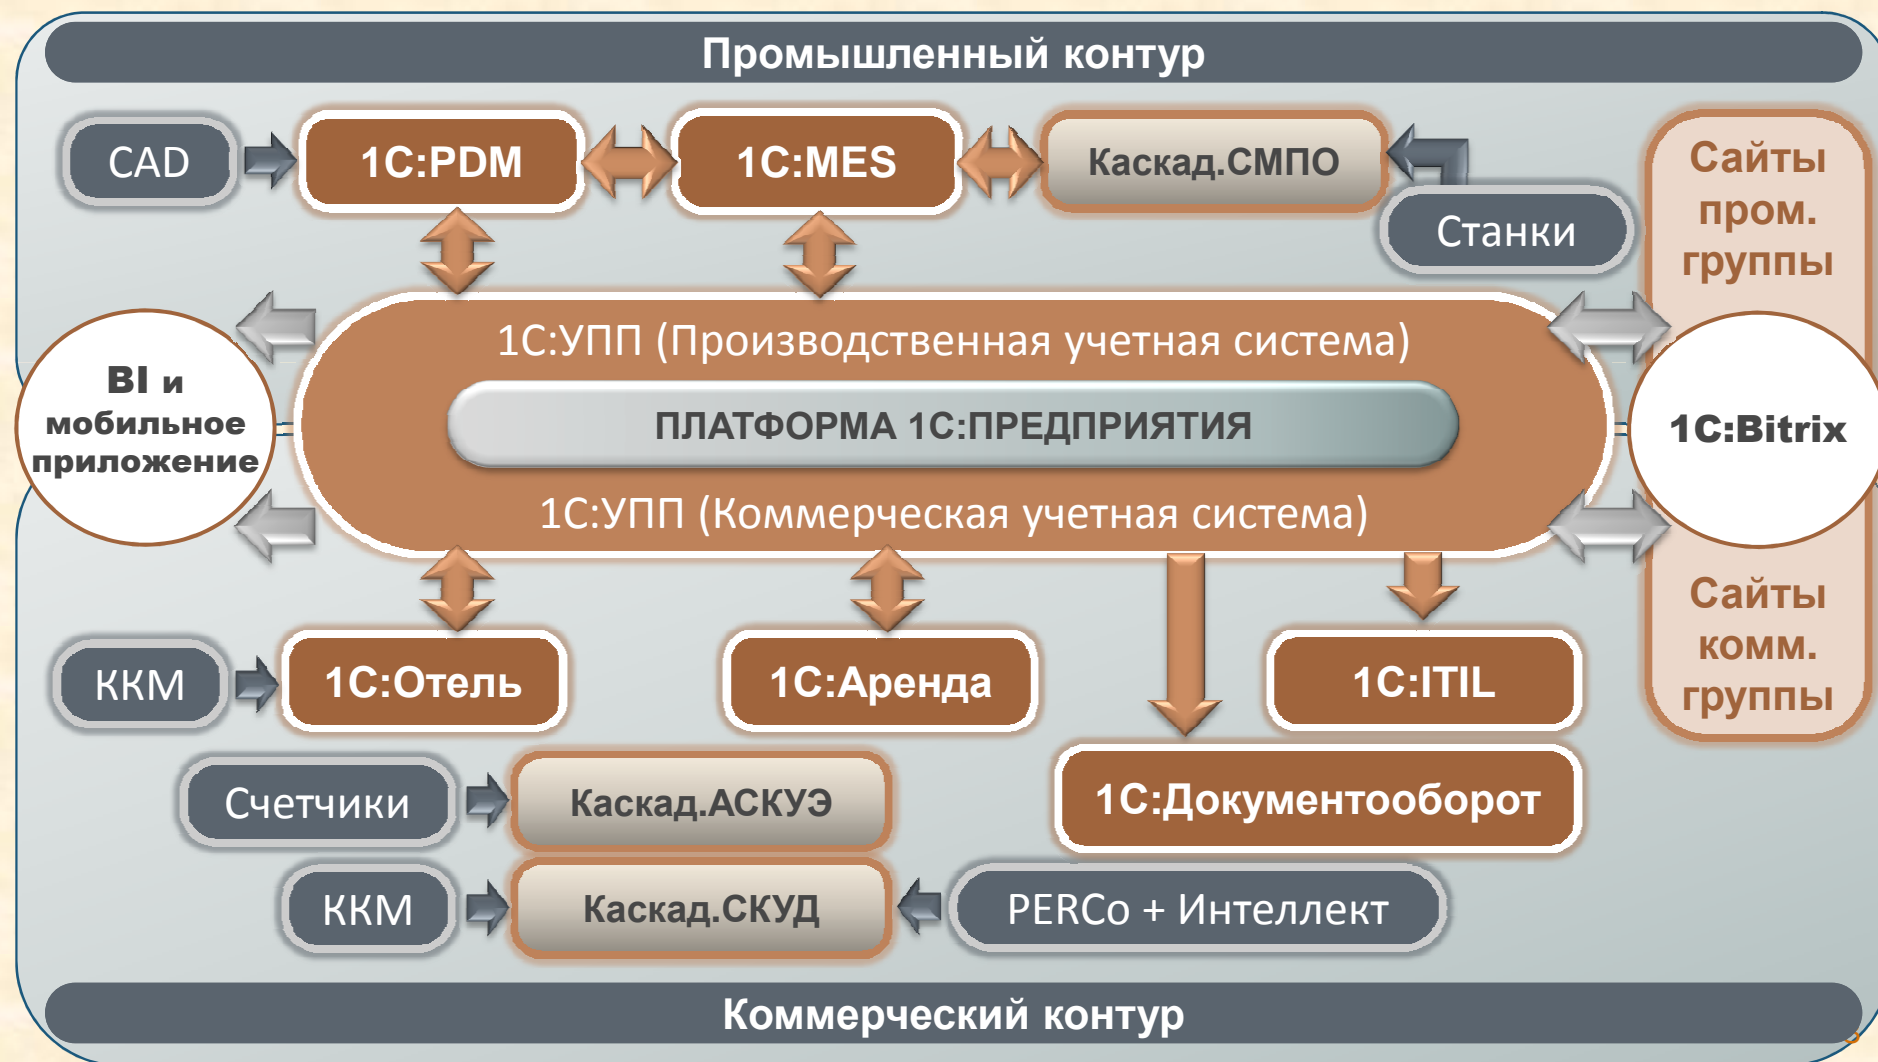 Промышленный контур
CAD
1С:PDM
1С:MES
Каскад.СМПО
Станки
Сайты
пром.
группы
1С:УПП (Производственная учетная система)
BI и
мобильное
приложение
ПЛАТФОРМА 1С:ПРЕДПРИЯТИЯ
1С:Bitrix
1С:УПП (Коммерческая учетная система)
Сайты
комм.
группы
ККМ
1С:Отель
1С:Аренда
1С:ITIL
Счетчики
Каскад.АСКУЭ
1С:Документооборот
ККМ
Каскад.СКУД
PERCo + Интеллект
Коммерческий контур